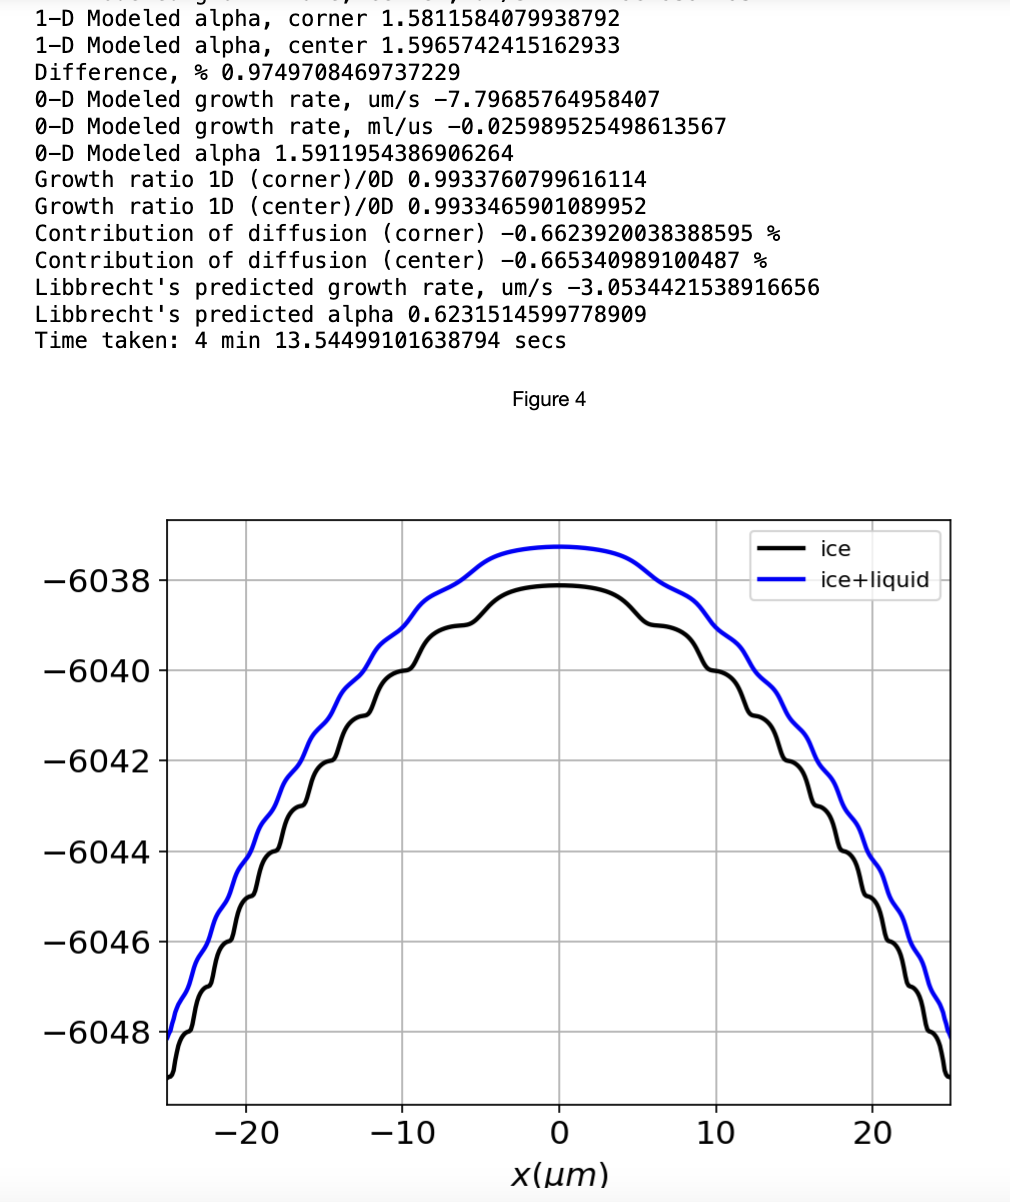 1-D Modeled alpha, corner 1.5811584079938792
1-D Modeled alpha, center 1.5965742415162933
Difference, % 0.9749708469737229
0-D Modeled growth rate, um/s -7.79685764958407
0-D Modeled growth rate, ml/us -0.025989525498613567
0-D Modeled alpha 1.5911954386906264
Growth ratio 1D (corner)/0D 0.9933760799616114
Growth ratio 1D (center)/0D 0.9933465901089952
Contribution of diffusion (corner) -0.6623920038388595 %
Contribution of diffusion (center) -0.665340989100487 %
Libbrecht's predicted growth rate, um/s -3.0534421538916656
Libbrecht's predicted alpha 0.6231514599778909
Time taken: 4 min 13.54499101638794 secs
Figure 4
ice
ice+liquid
−6038
−6040
−6042
−6044
−6046
−6048
−20 −10 0 10 20
x(μm)